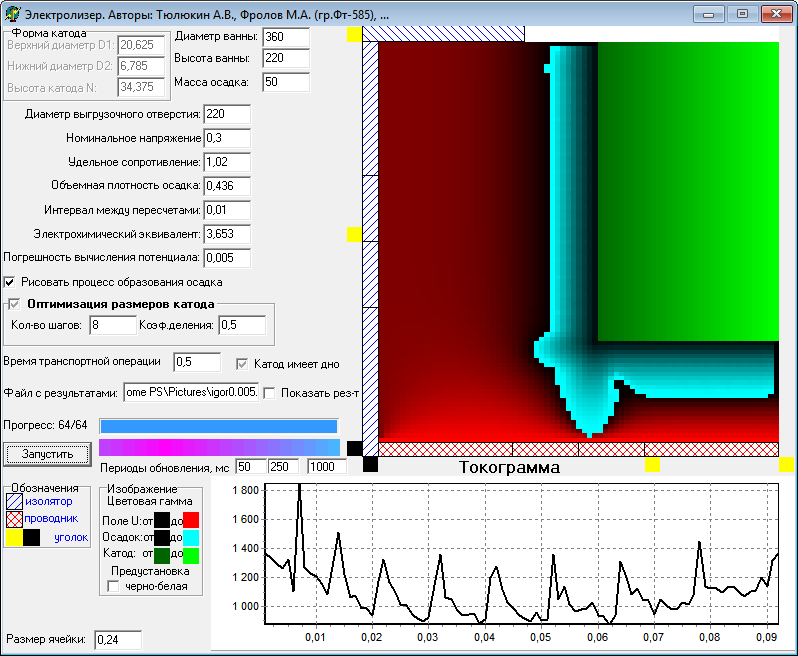 Электролизер. Авторы: Тюлюкин А.В., Фролов М.А. (гр.Фт-585), ...
Форма катода
Верхний диаметр D1: 20,625
Нижний диаметр D2: 6,785
Высота катода N: 34,375
Диаметр ванны: 360
Высота ванны: 220
Масса осадка: 50
Диаметр выгрузочного отверстия: 220
Номинальное напряжение 0,3
Удельное сопротивление: 1,02
Объемная плотность осадка: 0,436
Интервал между пересчетами: 0,01
Электрохимический эквивалент: 3,653
Погрешность вычисления потенциала: 0,005
Рисовать процесс образования осадка
Оптимизация размеров катода
Кол-во шагов: 8 Коэф.деления: 0,5
Время транспортной операции 0,5 Катод имеет дно
Файл с результатами: ome PS\Pictures\igor0.005. Показать рез-т
Прогресс: 64/64
Запустить
Периоды обновления, мс 50 250 1000
Обозначения
изолятор
проводник
уголок
Изображение
Цветовая гамма
Поле U: от до
Осадок: от до
Катод: от до
Предустановка
черно-белая
Размер ячейки: 0,24
Токограмма
1 800
1 600
1 400
1 200
1 000
0,01 0,02 0,03 0,04 0,05 0,06 0,07 0,08 0,09